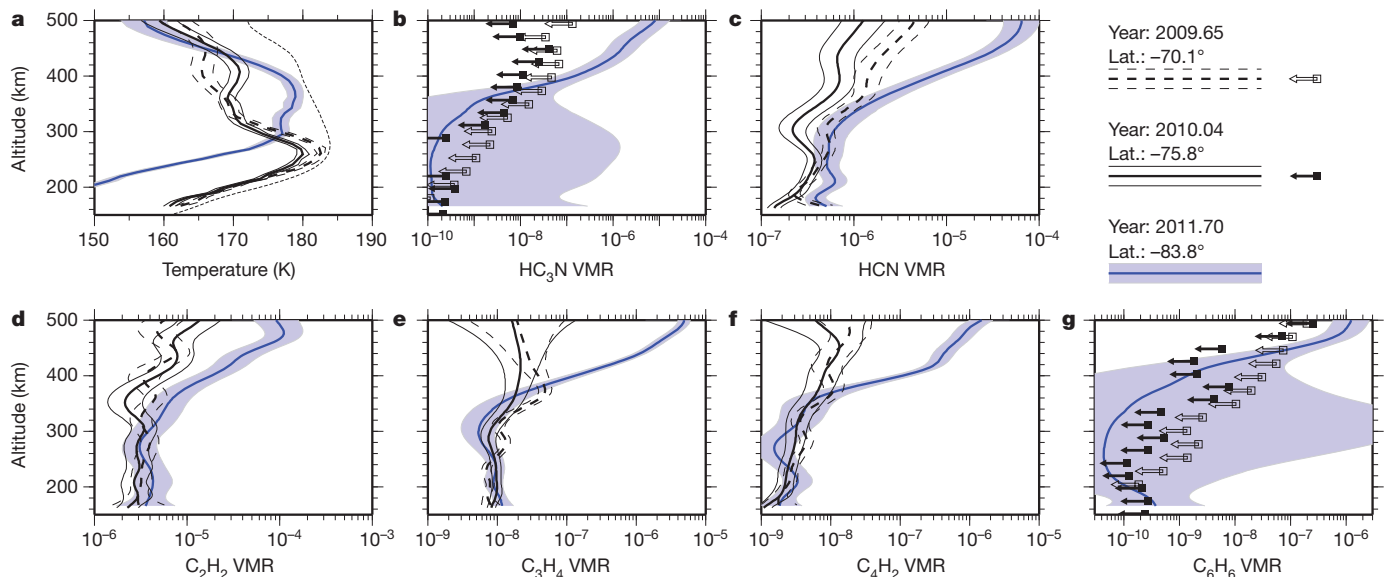 a
b
c
500
400
300
200
Altitude (km)
150 160 170 180 190
Temperature (K)
10⁻¹⁰ 10⁻⁸ 10⁻⁶ 10⁻⁴
HC₃N VMR
10⁻⁷ 10⁻⁶ 10⁻⁵ 10⁻⁴
HCN VMR
Year: 2009.65
Lat.: –70.1°
Year: 2010.04
Lat.: –75.8°
Year: 2011.70
Lat.: –83.8°
d
e
f
g
500
400
300
200
Altitude (km)
10⁻⁶ 10⁻⁵ 10⁻⁴ 10⁻³
C₂H₂ VMR
10⁻⁹ 10⁻⁸ 10⁻⁷ 10⁻⁶ 10⁻⁵
C₃H₄ VMR
10⁻⁹ 10⁻⁸ 10⁻⁷ 10⁻⁶ 10⁻⁵
C₄H₂ VMR
10⁻¹⁰ 10⁻⁹ 10⁻⁸ 10⁻⁷ 10⁻⁶
C₆H₆ VMR